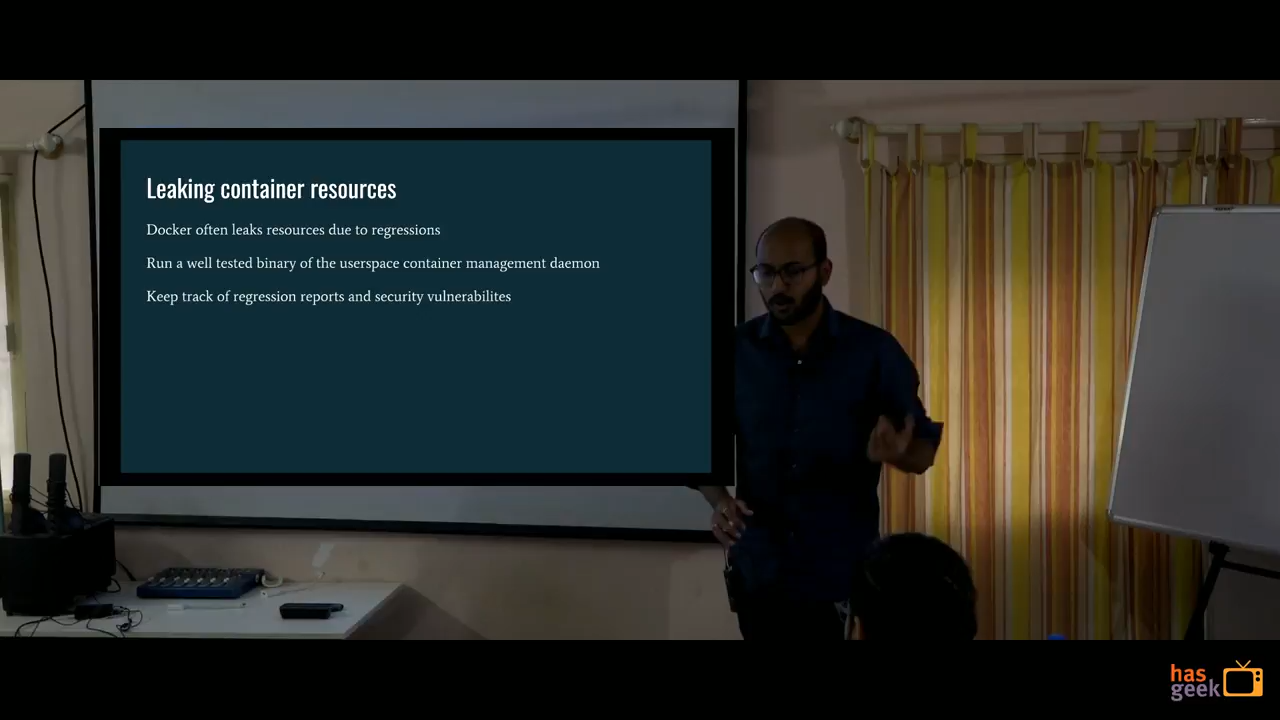 Leaking container resources
Docker often leaks resources due to regressions
Run a well tested binary of the userspace container management daemon
Keep track of regression reports and security vulnerabilites
has
geek